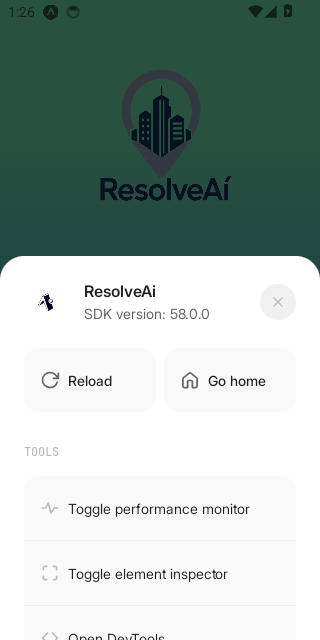 1:26
ResolveAí
ResolveAi
SDK version: 58.0.0
Reload
Go home
TOOLS
Toggle performance monitor
Toggle element inspector
Open DevTools